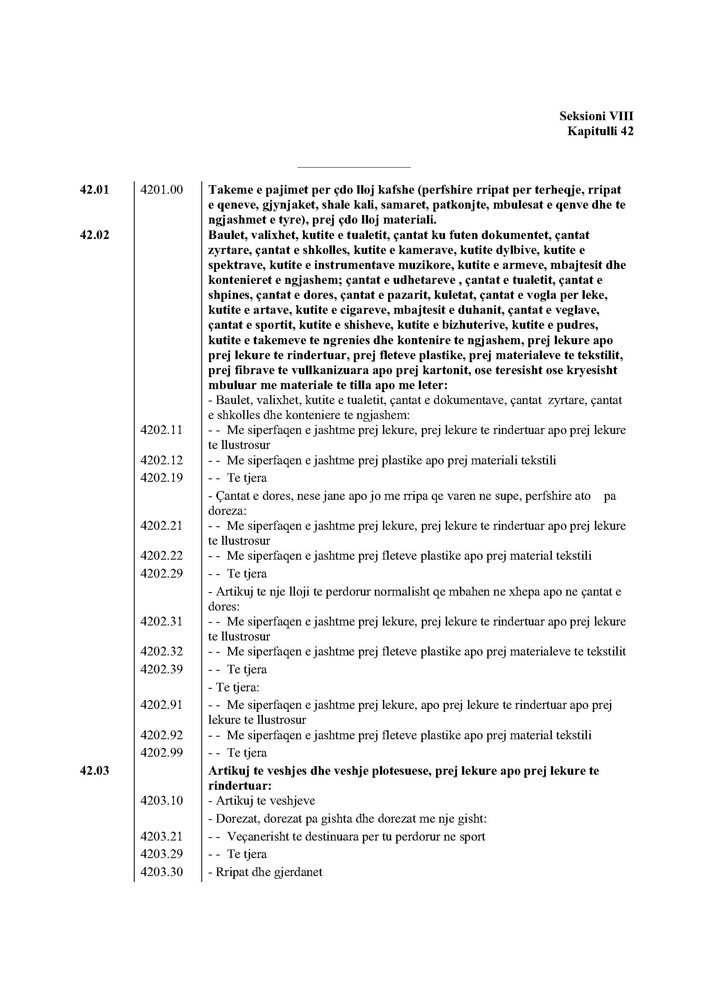 Seksioni VIII
Kapitulli 42
42.01 4201.00 Takeme e pajimet per çdo lloj kafshe (perfshire rripat per terheqje, rripat
e qeneve, gjynjaket, shale kali, samaret, patkonjte, mbulesat e qenve dhe te
ngjashmet e tyre), prej çdo lloj materiali.
42.02 Baulet, valixhet, kutite e tualetit, çantat ku futen dokumentet, çantat
zyrtare, çantat e shkolles, kutite e kamerave, kutite dylbive, kutite e
spektrave, kutite e instrumentave muzikore, kutite e armeve, mbajtesit dhe
kontenieret e ngjashem; çantat e udhetareve , çantat e tualetit, çantat e
shpines, çantat e dores, çantat e pazarit, kuletat, çantat e vogla per leke,
kutite e artave, kutite e cigareve, mbajtesit e duhanit, çantat e veglave,
çantat e sportit, kutite e shisheve, kutite e bizhuterive, kutite e pudres,
kutite e takemeve te ngrenies dhe kontenire te ngjashem, prej lekure apo
prej lekure te rindertuar, prej fleteve plastike, prej materialeve te tekstilit,
prej fibrave te vullkanizuara apo prej kartonit, ose teresisht ose kryesisht
mbuluar me materiale te tilla apo me leter:
- Baulet, valixhet, kutite e tualetit, çantat e dokumentave, çantat zyrtare, çantat
e shkolles dhe konteniere te ngjashem:
4202.11 - - Me siperfaqen e jashtme prej lekure, prej lekure te rindertuar apo prej lekure
te llustrosur
4202.12 - - Me siperfaqen e jashtme prej plastike apo prej materiali tekstili
4202.19 - - Te tjera
- Çantat e dores, nese jane apo jo me rripa qe varen ne supe, perfshire ato pa
doreza:
4202.21 - - Me siperfaqen e jashtme prej lekure, prej lekure te rindertuar apo prej lekure
te llustrosur
4202.22 - - Me siperfaqen e jashtme prej fleteve plastike apo prej material tekstili
4202.29 - - Te tjera
- Artikuj te nje lloji te perdorur normalisht qe mbahen ne xhepa apo ne çantat e
dores:
4202.31 - - Me siperfaqen e jashtme prej lekure, prej lekure te rindertuar apo prej lekure
te llustrosur
4202.32 - - Me siperfaqen e jashtme prej fleteve plastike apo prej materialeve te tekstilit
4202.39 - - Te tjera
- Te tjera:
4202.91 - - Me siperfaqen e jashtme prej lekure, apo prej lekure te rindertuar apo prej
lekure te llustrosur
4202.92 - - Me siperfaqen e jashtme prej fleteve plastike apo prej material tekstili
4202.99 - - Te tjera
42.03 Artikuj te veshjes dhe veshje plotesuese, prej lekure apo prej lekure te
rindertuar:
4203.10 - Artikuj te veshjeve
- Dorezat, dorezat pa gishta dhe dorezat me nje gisht:
4203.21 - - Veçanerisht te destinuara per tu perdorur ne sport
4203.29 - - Te tjera
4203.30 - Rripat dhe gjerdanet